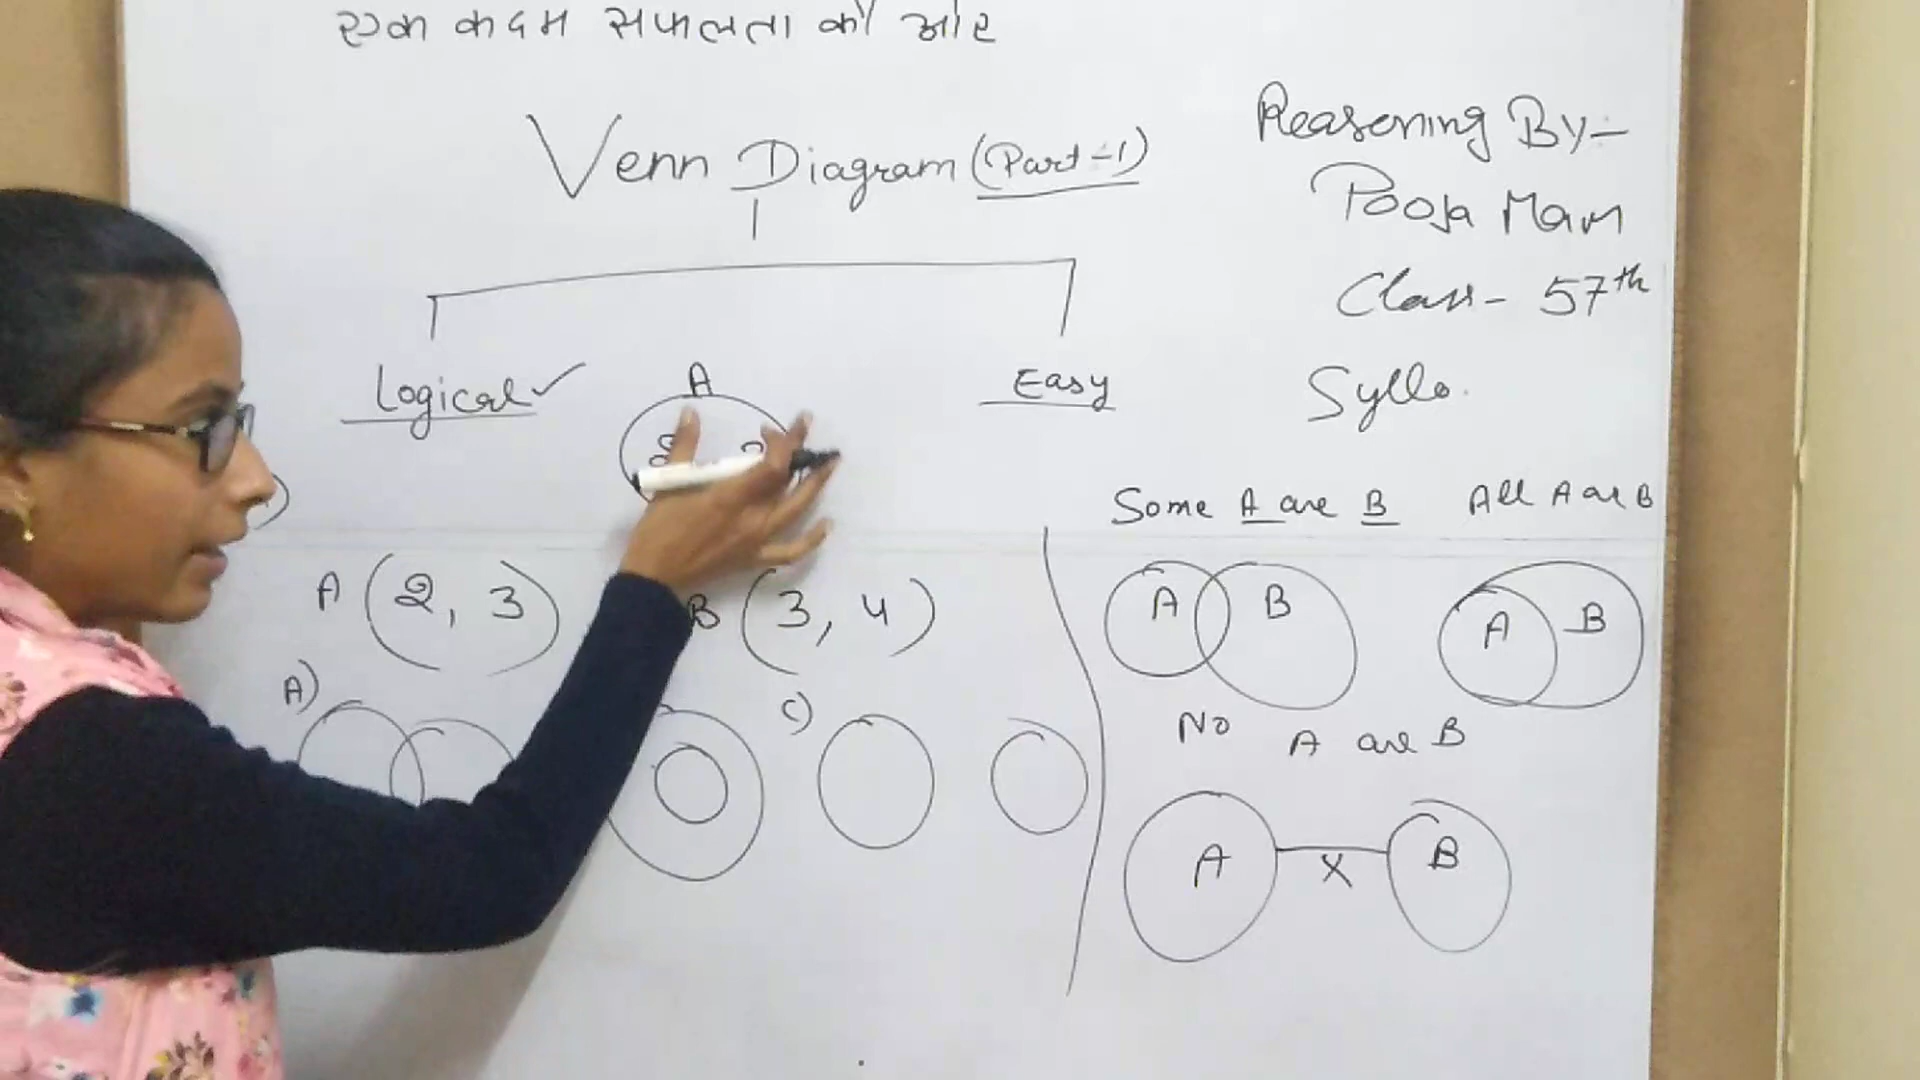 एक कदम सफलता की ओर
Venn Diagram (Part-1)
Reasoning By-
Pooja Mam
Class- 57th
Logical ✓
Easy
Syllo.
A
Some A are B
All A are B
A (2, 3)
B (3, 4)
A B
A B
A)
C)
No A are B
A X B